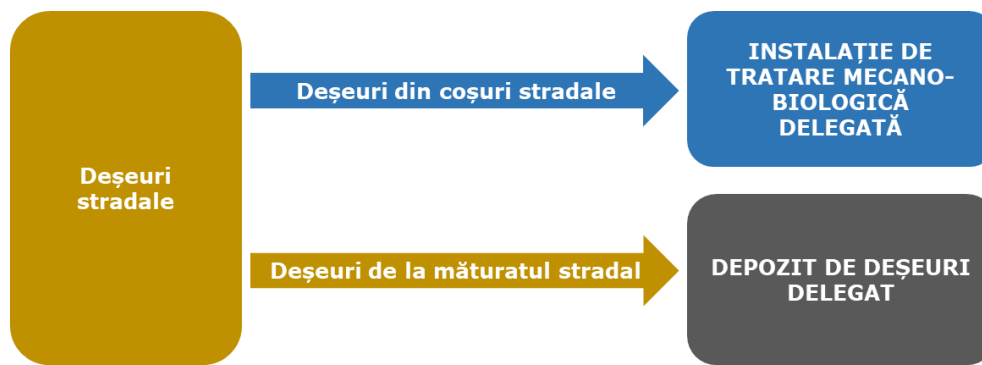 Deșeuri
stradale
Deșeuri din coșuri stradale
INSTALAȚIE DE
TRATARE MECANO-
BIOLOGICĂ
DELEGATĂ
Deșeuri de la măturatul stradal
DEPOZIT DE DEȘEURI
DELEGAT